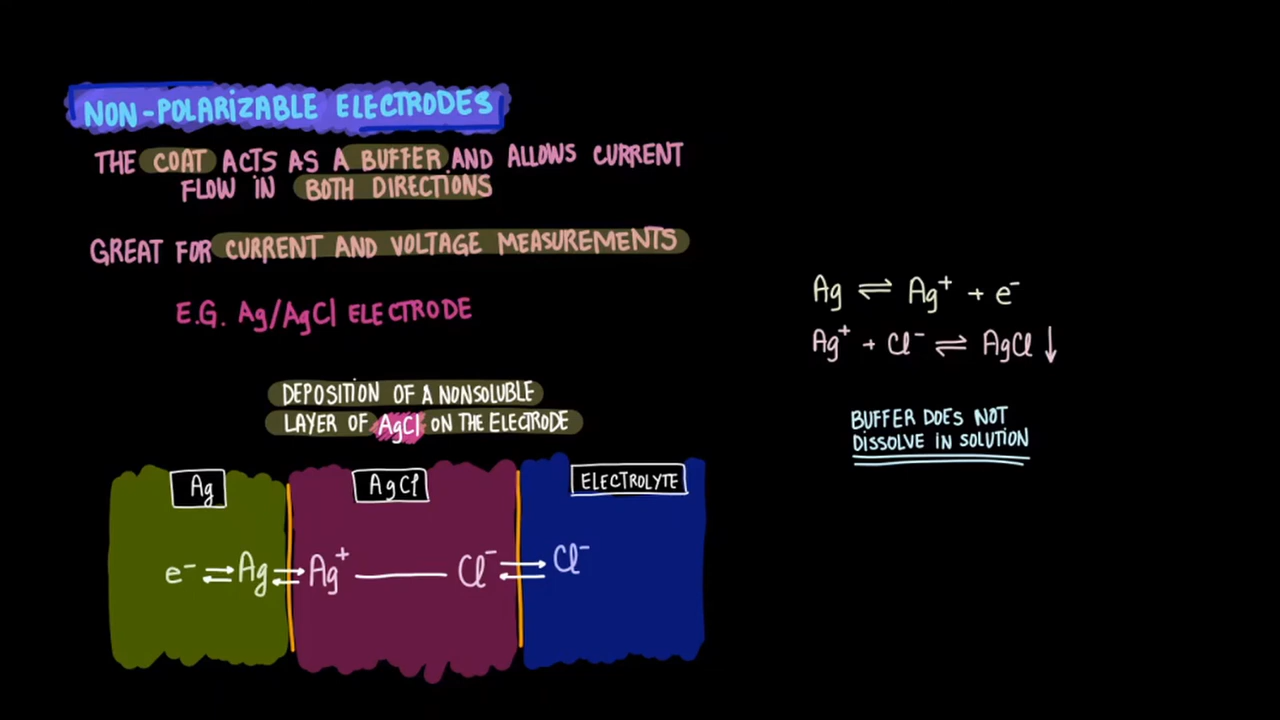 NON-POLARIZABLE ELECTRODES
THE COAT ACTS AS A BUFFER AND ALLOWS CURRENT
FLOW IN BOTH DIRECTIONS
GREAT FOR CURRENT AND VOLTAGE MEASUREMENTS
E.G. Ag/AgCl ELECTRODE
Ag ⇌ Ag⁺ + e⁻
Ag⁺ + Cl⁻ ⇌ AgCl ↓
BUFFER DOES NOT
DISSOLVE IN SOLUTION
DEPOSITION OF A NONSOLUBLE
LAYER OF AgCl ON THE ELECTRODE
Ag
AgCl
ELECTROLYTE
e⁻ ⇌ Ag ⇌ Ag⁺ — Cl⁻ ⇌ Cl⁻